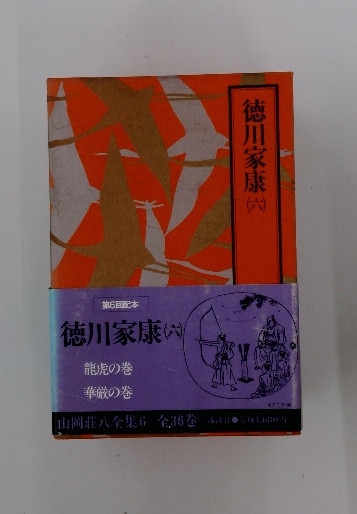 徳川家康
(六)
第6回配本
徳川家康(六)
龍虎の巻
華厳の巻
山岡荘八全集6 全36巻